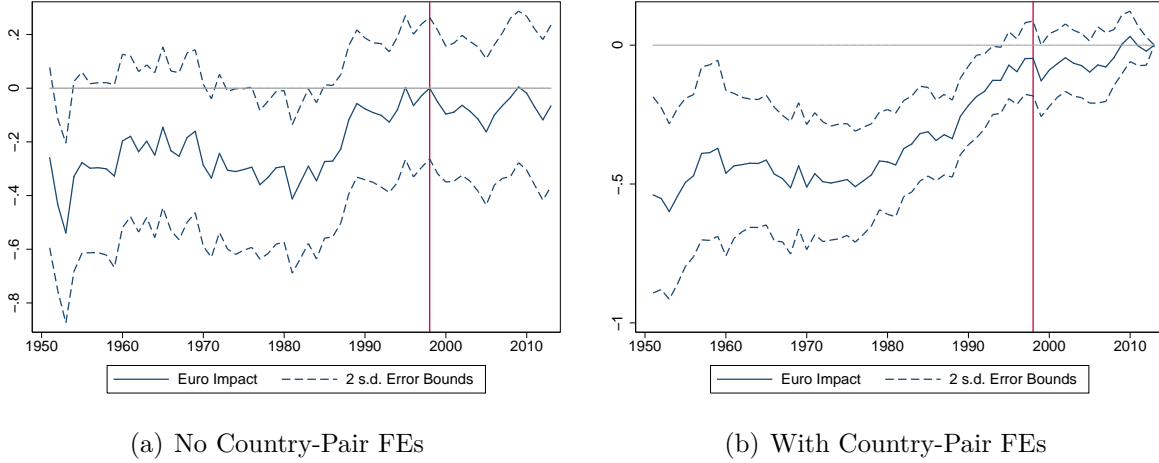 .2
0
-.2
-.4
-.6
-.8
1950 1960 1970 1980 1990 2000 2010
Euro Impact 2 s.d. Error Bounds
(a) No Country-Pair FEs
0
-.5
-1
1950 1960 1970 1980 1990 2000 2010
Euro Impact 2 s.d. Error Bounds
(b) With Country-Pair FEs